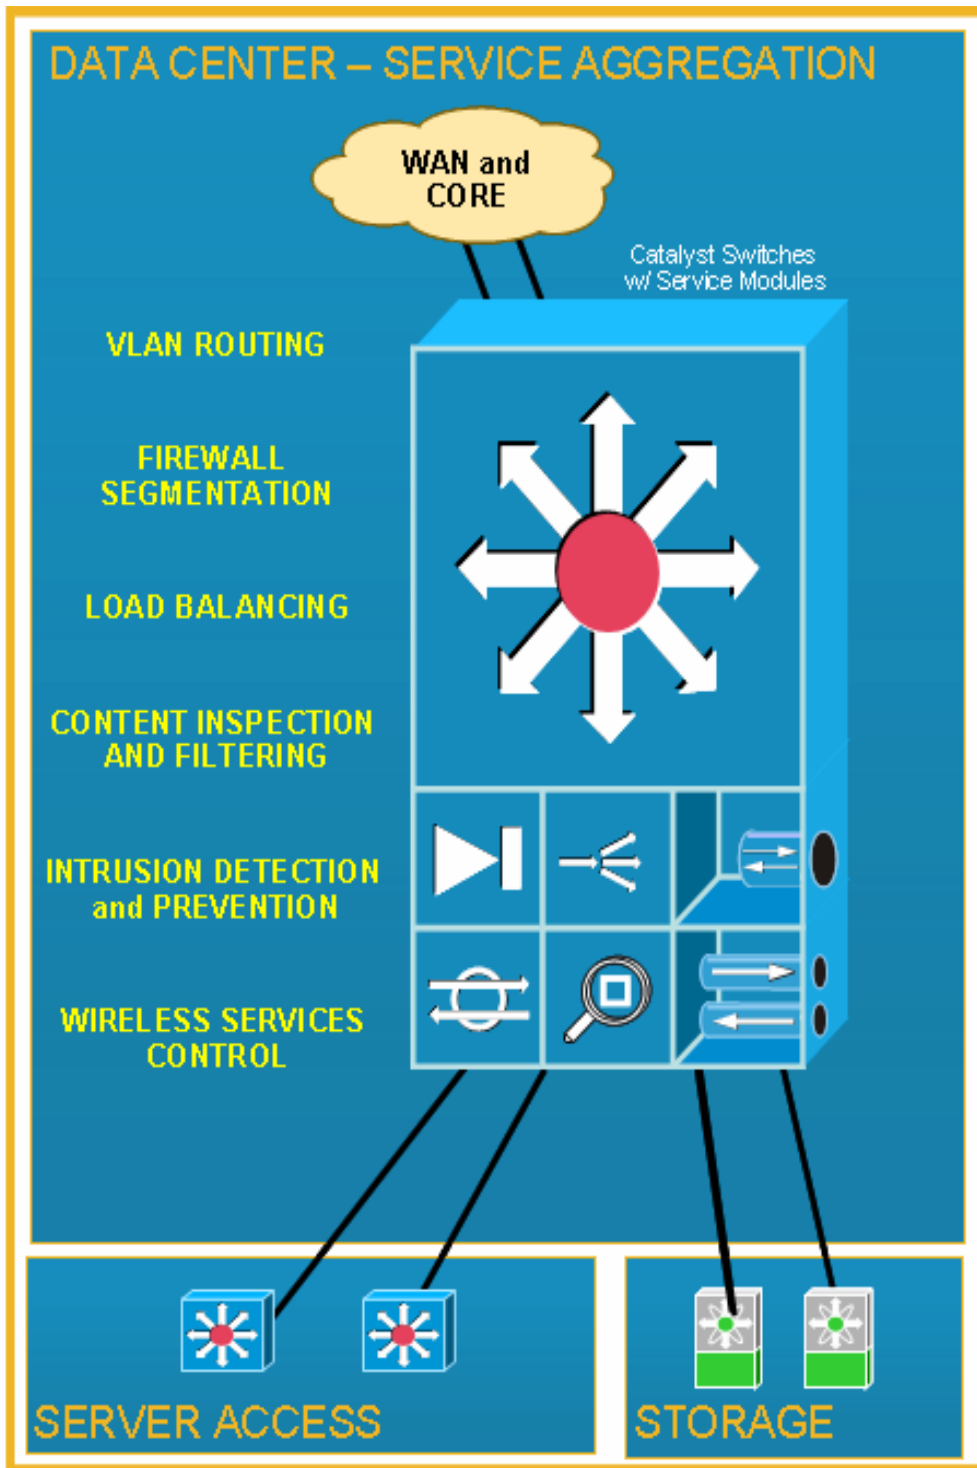 DATA CENTER – SERVICE AGGREGATION
WAN and
CORE
Catalyst Switches
w/ Service Modules
VLAN ROUTING
FIREWALL
SEGMENTATION
LOAD BALANCING
CONTENT INSPECTION
AND FILTERING
INTRUSION DETECTION
and PREVENTION
WIRELESS SERVICES
CONTROL
SERVER ACCESS
STORAGE